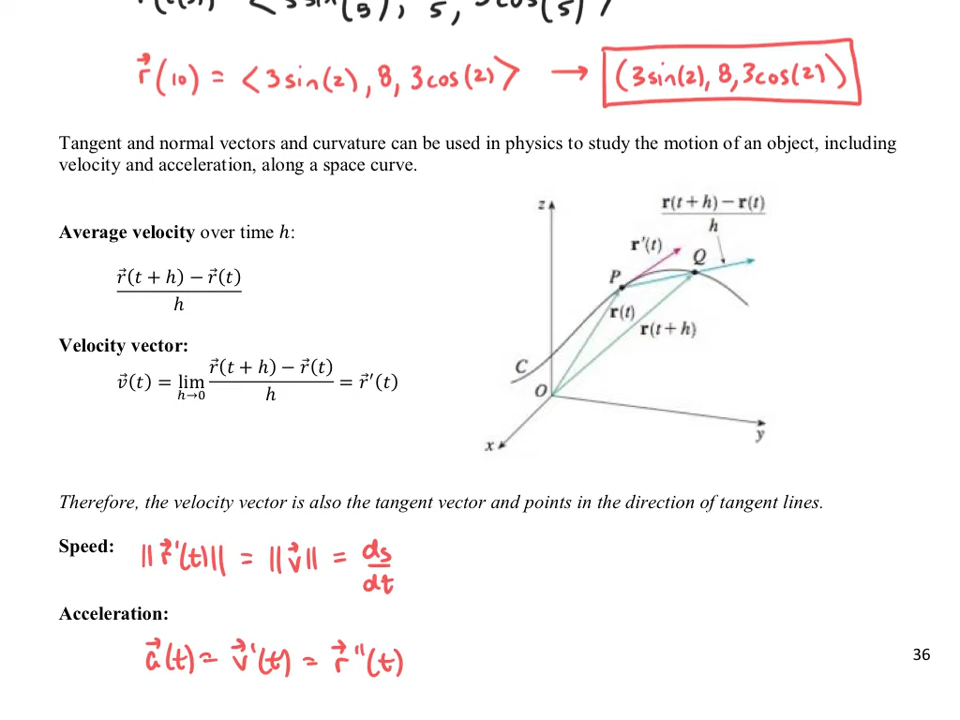 5,
r⃗(10) = <3sin(2), 8, 3cos(2)> → (3sin(2), 8, 3cos(2))
Tangent and normal vectors and curvature can be used in physics to study the motion of an object, including
velocity and acceleration, along a space curve.
Average velocity over time h:
(r⃗(t + h) − r⃗(t))/h
Velocity vector:
v⃗(t) = lim h→0 (r⃗(t + h) − r⃗(t))/h = r⃗′(t)
z
(r(t + h) − r(t))/h
r′(t)
Q
P
r(t)
r(t + h)
C
O
y
x
Therefore, the velocity vector is also the tangent vector and points in the direction of tangent lines.
Speed: ||r⃗'(t)|| = ||v⃗|| = ds/dt
Acceleration:
a⃗(t) = v⃗'(t) = r⃗''(t)
36